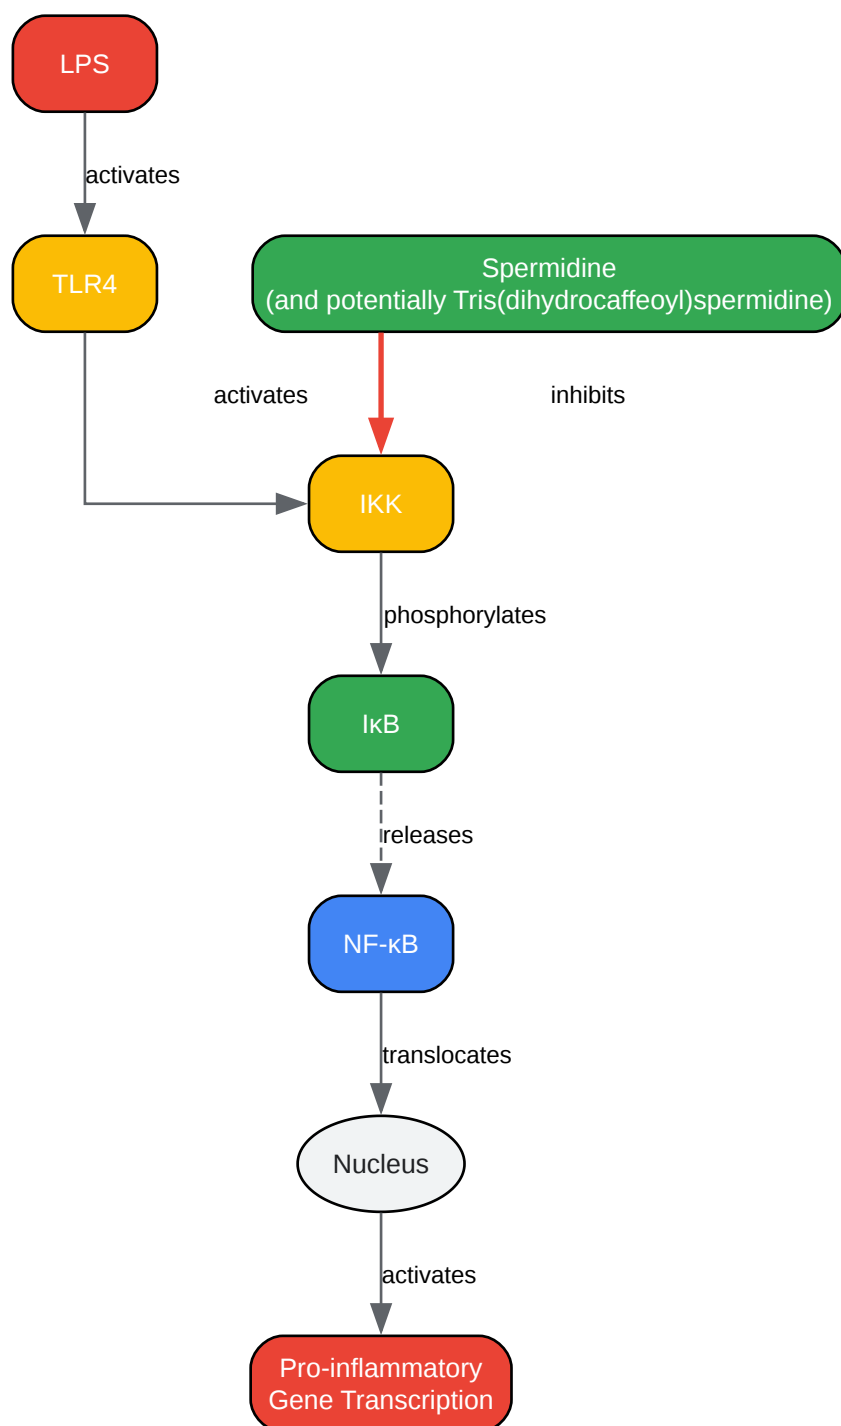 LPS
activates
TLR4
Spermidine
(and potentially Tris(dihydrocaffeoyl)spermidine)
activates
inhibits
IKK
phosphorylates
IκB
releases
NF-κB
translocates
Nucleus
activates
Pro-inflammatory
Gene Transcription